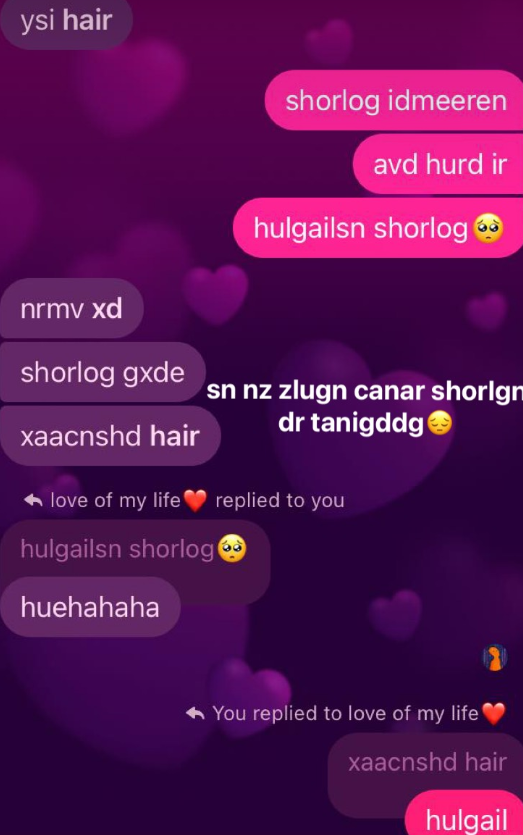 ysi hair
shorlog idmeeren
avd hurd ir
hulgailsn shorlog🥺
nrmv xd
shorlog gxde
sn nz zlugn canar shorlgn
dr tanigddg😔
xaacnshd hair
love of my life❤️ replied to you
hulgailsn shorlog🥺
huehahaha
You replied to love of my life❤️
xaacnshd hair
hulgail